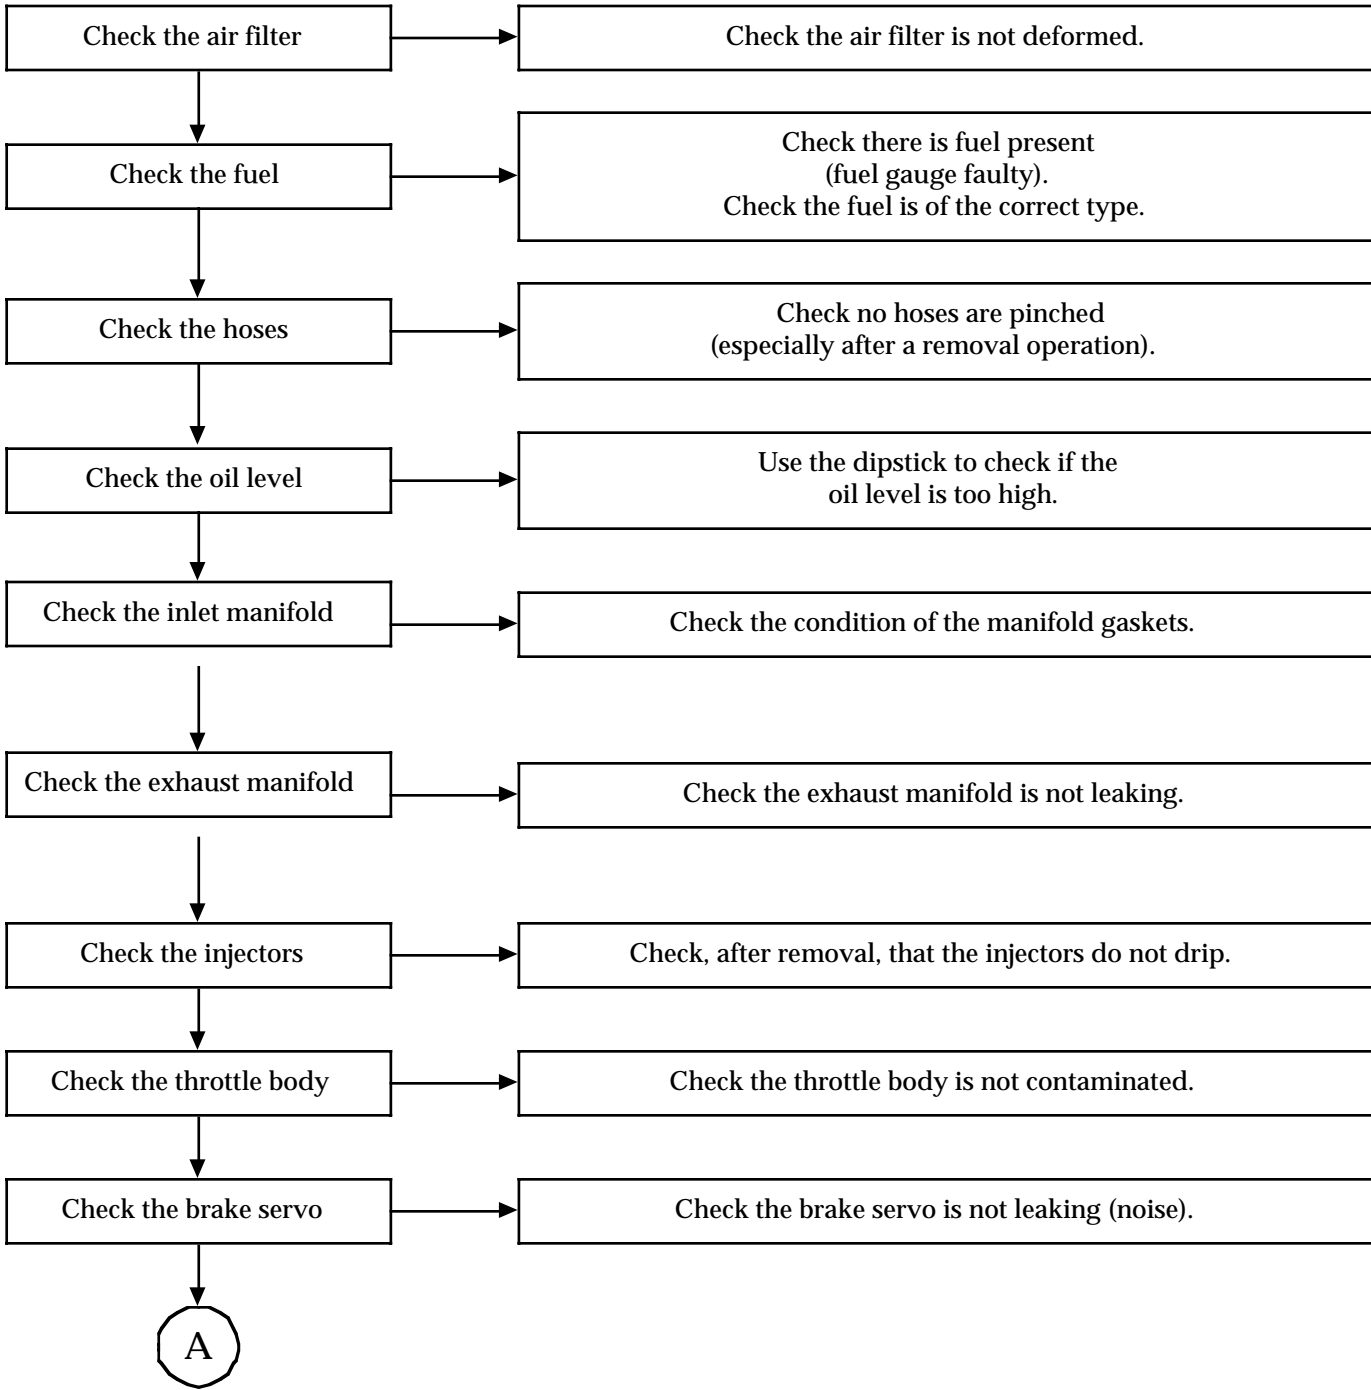 Check the air filter
Check the air filter is not deformed.
Check the fuel
Check there is fuel present
(fuel gauge faulty).
Check the fuel is of the correct type.
Check the hoses
Check no hoses are pinched
(especially after a removal operation).
Check the oil level
Use the dipstick to check if the
oil level is too high.
Check the inlet manifold
Check the condition of the manifold gaskets.
Check the exhaust manifold
Check the exhaust manifold is not leaking.
Check the injectors
Check, after removal, that the injectors do not drip.
Check the throttle body
Check the throttle body is not contaminated.
Check the brake servo
Check the brake servo is not leaking (noise).
A